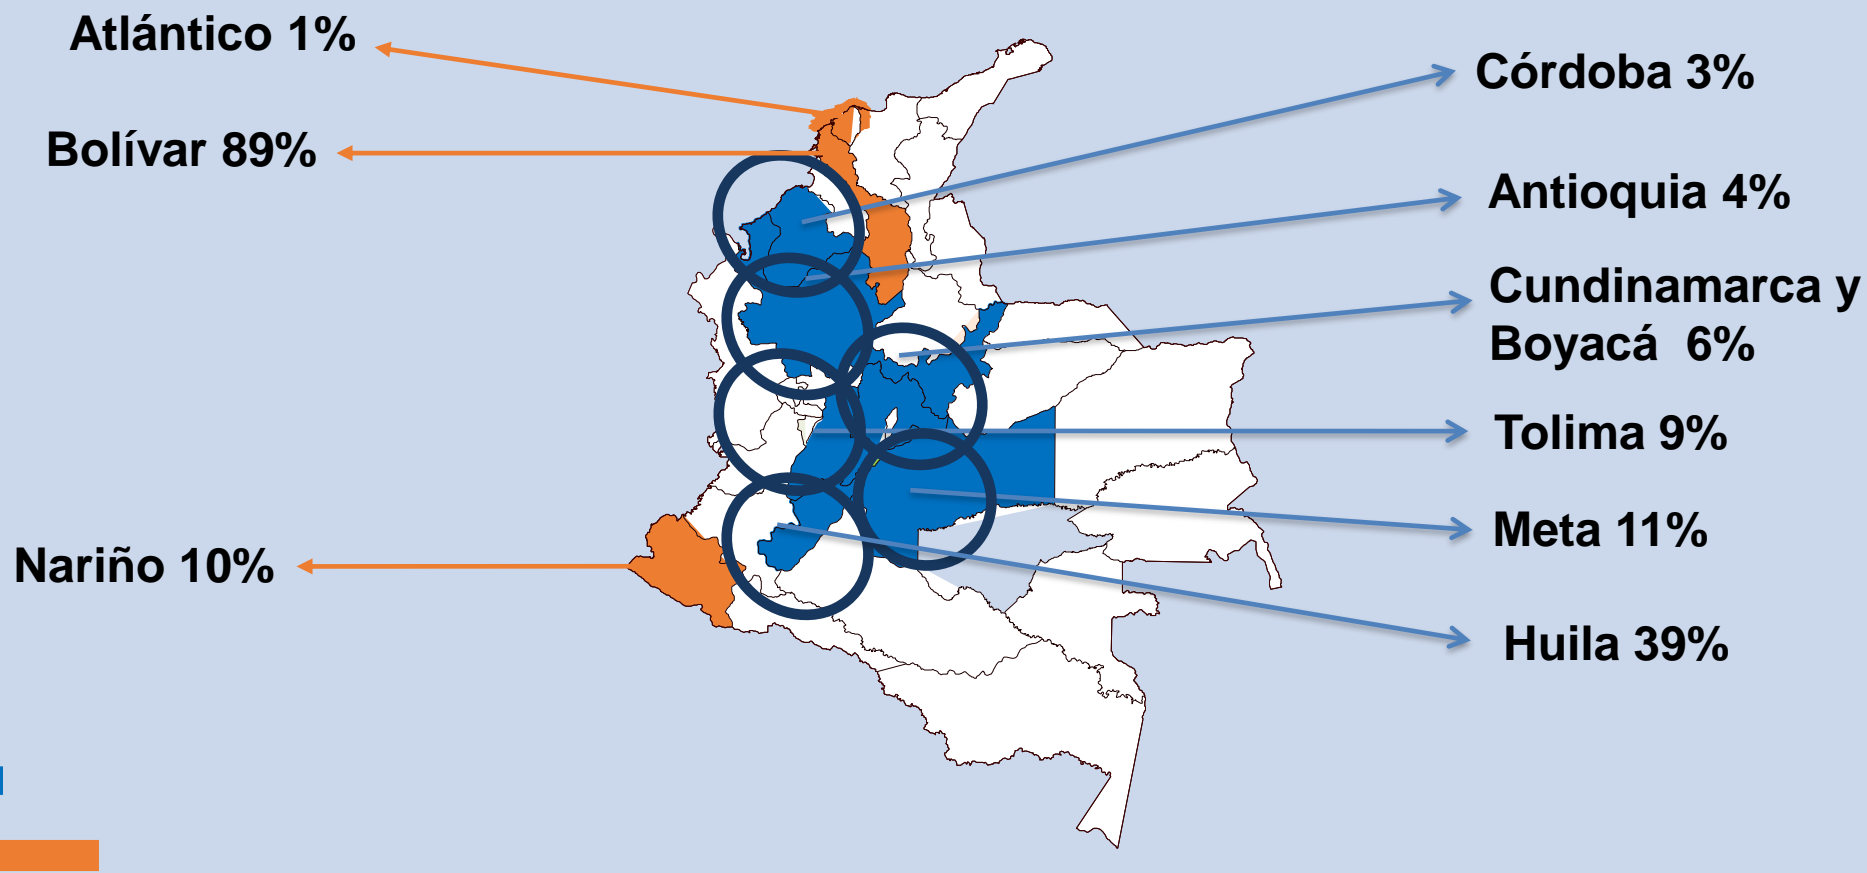 Atlántico 1%
Bolívar 89%
Nariño 10%
Córdoba 3%
Antioquia 4%
Cundinamarca y
Boyacá 6%
Tolima 9%
Meta 11%
Huila 39%